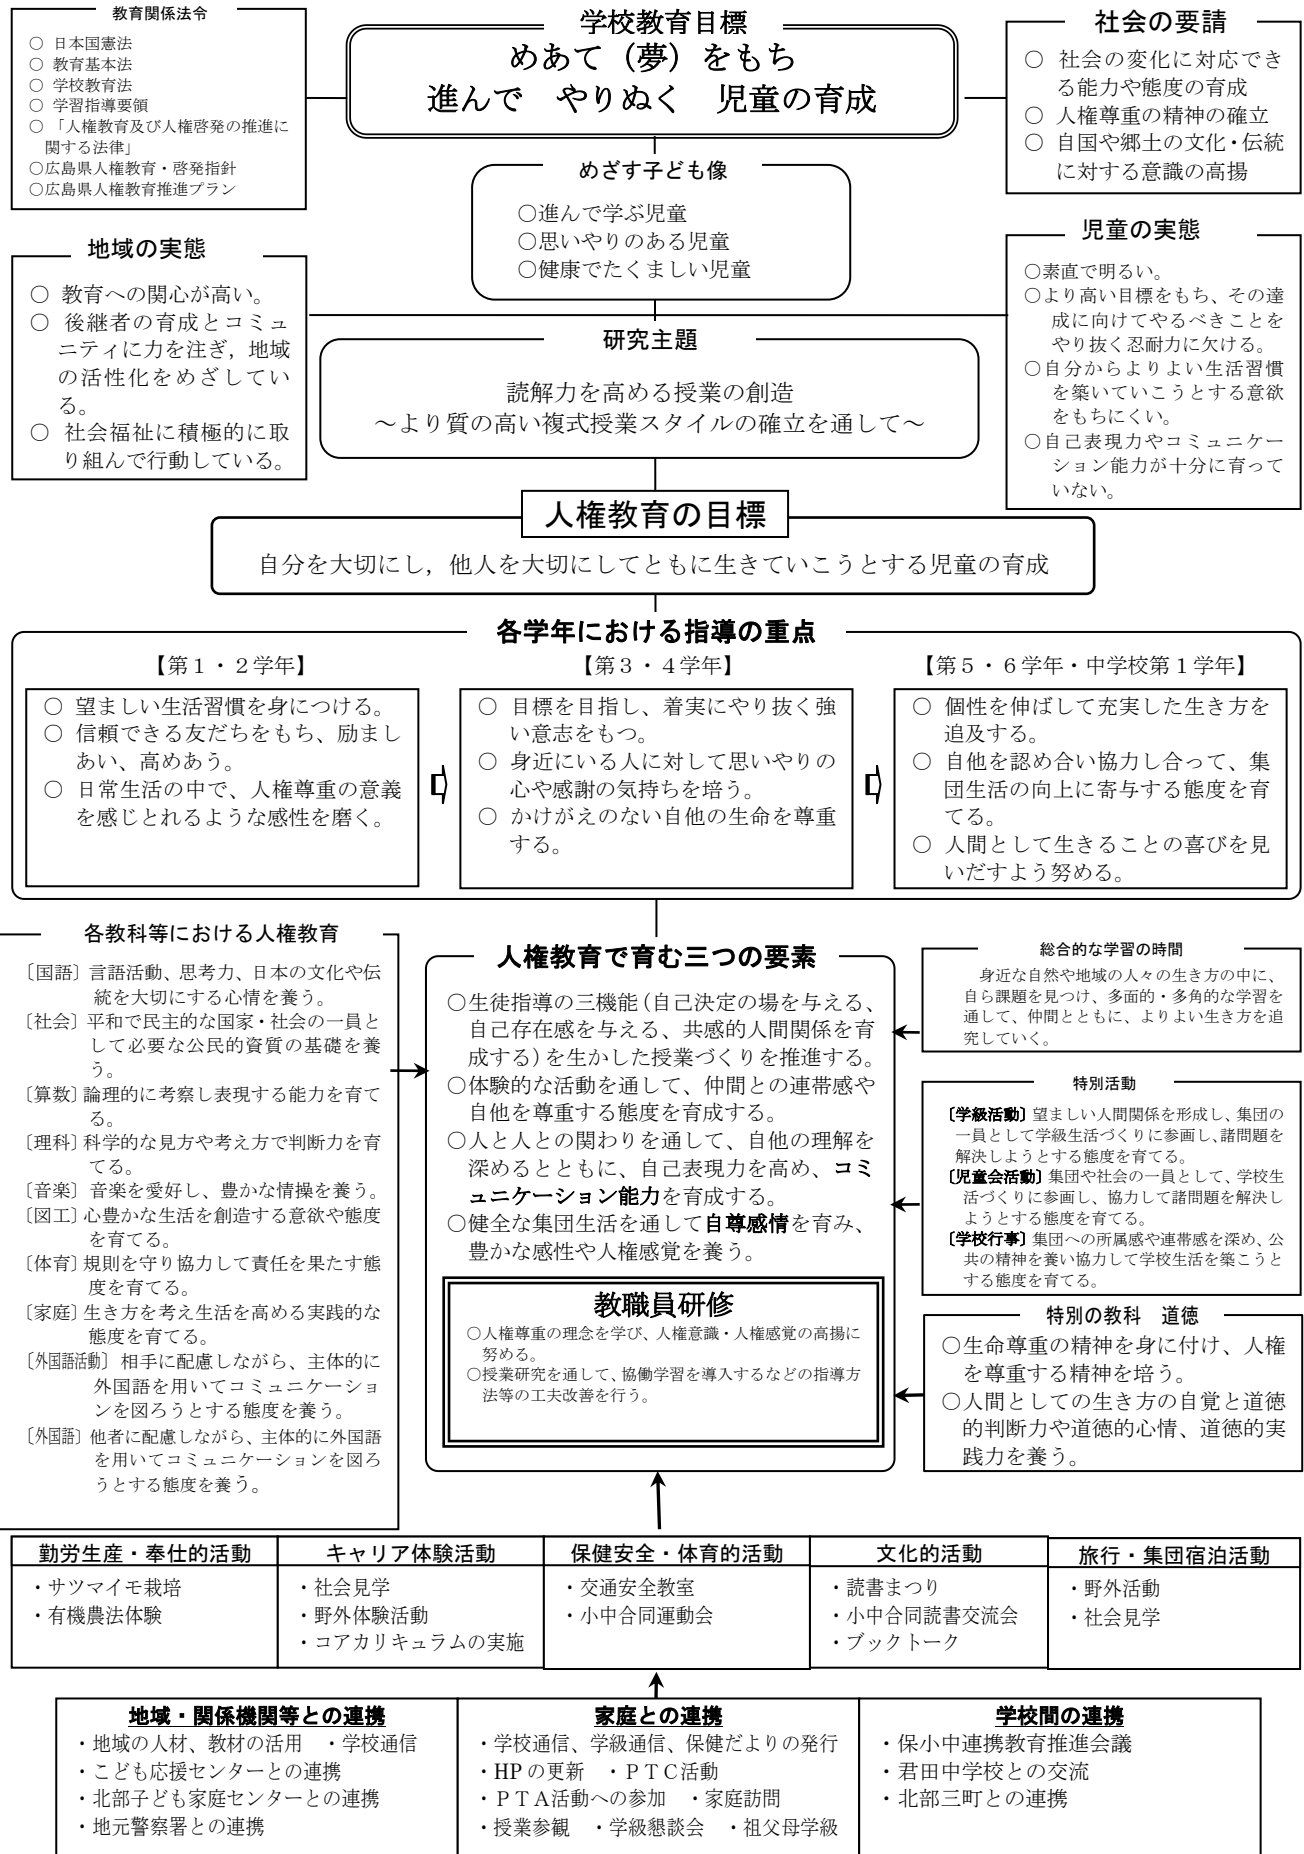 教育関係法令
○ 日本国憲法
○ 教育基本法
○ 学校教育法
○ 学習指導要領
○ 「人権教育及び人権啓発の推進に
関する法律」
○広島県人権教育・啓発指針
○広島県人権教育推進プラン
学校教育目標
めあて（夢）をもち
進んで　やりぬく　児童の育成
社会の要請
○ 社会の変化に対応でき
る能力や態度の育成
○ 人権尊重の精神の確立
○ 自国や郷土の文化・伝統
に対する意識の高揚
めざす子ども像
○進んで学ぶ児童
○思いやりのある児童
○健康でたくましい児童
地域の実態
○ 教育への関心が高い。
○ 後継者の育成とコミュ
ニティに力を注ぎ，地域
の活性化をめざしてい
る。
○ 社会福祉に積極的に取
り組んで行動している。
児童の実態
○素直で明るい。
○より高い目標をもち、その達
成に向けてやるべきことを
やり抜く忍耐力に欠ける。
○自分からよりよい生活習慣
を築いていこうとする意欲
をもちにくい。
○自己表現力やコミュニケー
ション能力が十分に育って
いない。
研究主題
読解力を高める授業の創造
～より質の高い複式授業スタイルの確立を通して～
人権教育の目標
自分を大切にし，他人を大切にしてともに生きていこうとする児童の育成
各学年における指導の重点
【第１・２学年】
○ 望ましい生活習慣を身につける。
○ 信頼できる友だちをもち、励まし
あい、高めあう。
○ 日常生活の中で、人権尊重の意義
を感じとれるような感性を磨く。
【第３・４学年】
○ 目標を目指し、着実にやり抜く強
い意志をもつ。
○ 身近にいる人に対して思いやりの
心や感謝の気持ちを培う。
○ かけがえのない自他の生命を尊重
する。
【第５・６学年・中学校第１学年】
○ 個性を伸ばして充実した生き方を
追及する。
○ 自他を認め合い協力し合って、集
団生活の向上に寄与する態度を育
てる。
○ 人間として生きることの喜びを見
いだすよう努める。
各教科等における人権教育
〔国語〕言語活動、思考力、日本の文化や伝
統を大切にする心情を養う。
〔社会〕平和で民主的な国家・社会の一員と
して必要な公民的資質の基礎を養
う。
〔算数〕論理的に考察し表現する能力を育て
る。
〔理科〕科学的な見方や考え方で判断力を育
てる。
〔音楽〕音楽を愛好し、豊かな情操を養う。
〔図工〕心豊かな生活を創造する意欲や態度
を育てる。
〔体育〕規則を守り協力して責任を果たす態
度を育てる。
〔家庭〕生き方を考え生活を高める実践的な
態度を育てる。
〔外国語活動〕相手に配慮しながら、主体的に
外国語を用いてコミュニケーショ
ンを図ろうとする態度を養う。
〔外国語〕他者に配慮しながら、主体的に外国語
を用いてコミュニケーションを図ろ
うとする態度を養う。
人権教育で育む三つの要素
○生徒指導の三機能（自己決定の場を与える、
自己存在感を与える、共感的人間関係を育
成する）を生かした授業づくりを推進する。
○体験的な活動を通して、仲間との連帯感や
自他を尊重する態度を育成する。
○人と人との関わりを通して、自他の理解を
深めるとともに、自己表現力を高め、コミ
ュニケーション能力を育成する。
○健全な集団生活を通して自尊感情を育み、
豊かな感性や人権感覚を養う。
教職員研修
○人権尊重の理念を学び、人権意識・人権感覚の高揚に
努める。
○授業研究を通して、協働学習を導入するなどの指導方
法等の工夫改善を行う。
総合的な学習の時間
身近な自然や地域の人々の生き方の中に、
自ら課題を見つけ、多面的・多角的な学習を
通して、仲間とともに、よりよい生き方を追
究していく。
特別活動
〔学級活動〕望ましい人間関係を形成し、集団の
一員として学級生活づくりに参画し、諸問題を
解決しようとする態度を育てる。
〔児童会活動〕集団や社会の一員として、学校生
活づくりに参画し、協力して諸問題を解決し
ようとする態度を育てる。
〔学校行事〕集団への所属感や連帯感を深め、公
共の精神を養い協力して学校生活を築こうと
する態度を育てる。
特別の教科　道徳
○生命尊重の精神を身に付け、人権
を尊重する精神を培う。
○人間としての生き方の自覚と道徳
的判断力や道徳的心情、道徳的実
践力を養う。
勤労生産・奉仕的活動
・サツマイモ栽培
・有機農法体験
キャリア体験活動
・社会見学
・野外体験活動
・コアカリキュラムの実施
保健安全・体育的活動
・交通安全教室
・小中合同運動会
文化的活動
・読書まつり
・小中合同読書交流会
・ブックトーク
旅行・集団宿泊活動
・野外活動
・社会見学
地域・関係機関等との連携
・地域の人材、教材の活用　・学校通信
・こども応援センターとの連携
・北部子ども家庭センターとの連携
・地元警察署との連携
家庭との連携
・学校通信、学級通信、保健だよりの発行
・HPの更新　・ＰＴＣ活動
・ＰＴＡ活動への参加　・家庭訪問
・授業参観　・学級懇談会　・祖父母学級
学校間の連携
・保小中連携教育推進会議
・君田中学校との交流
・北部三町との連携